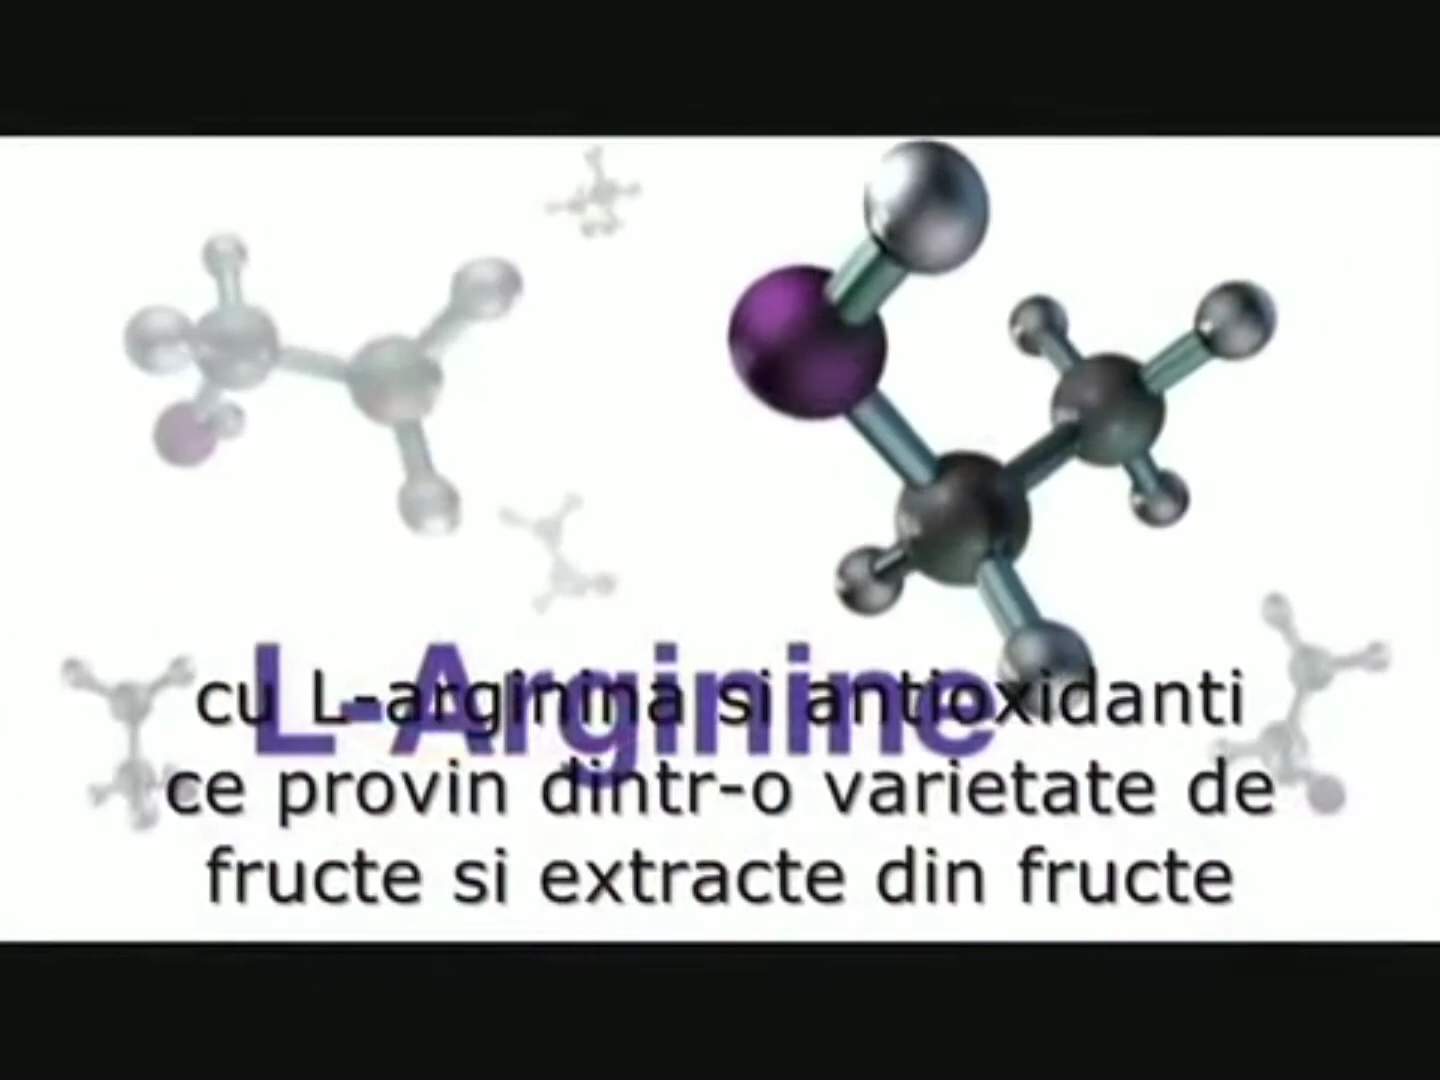 L-Arginine
cu L-arginina si antioxidanti
ce provin dintr-o varietate de
fructe si extracte din fructe